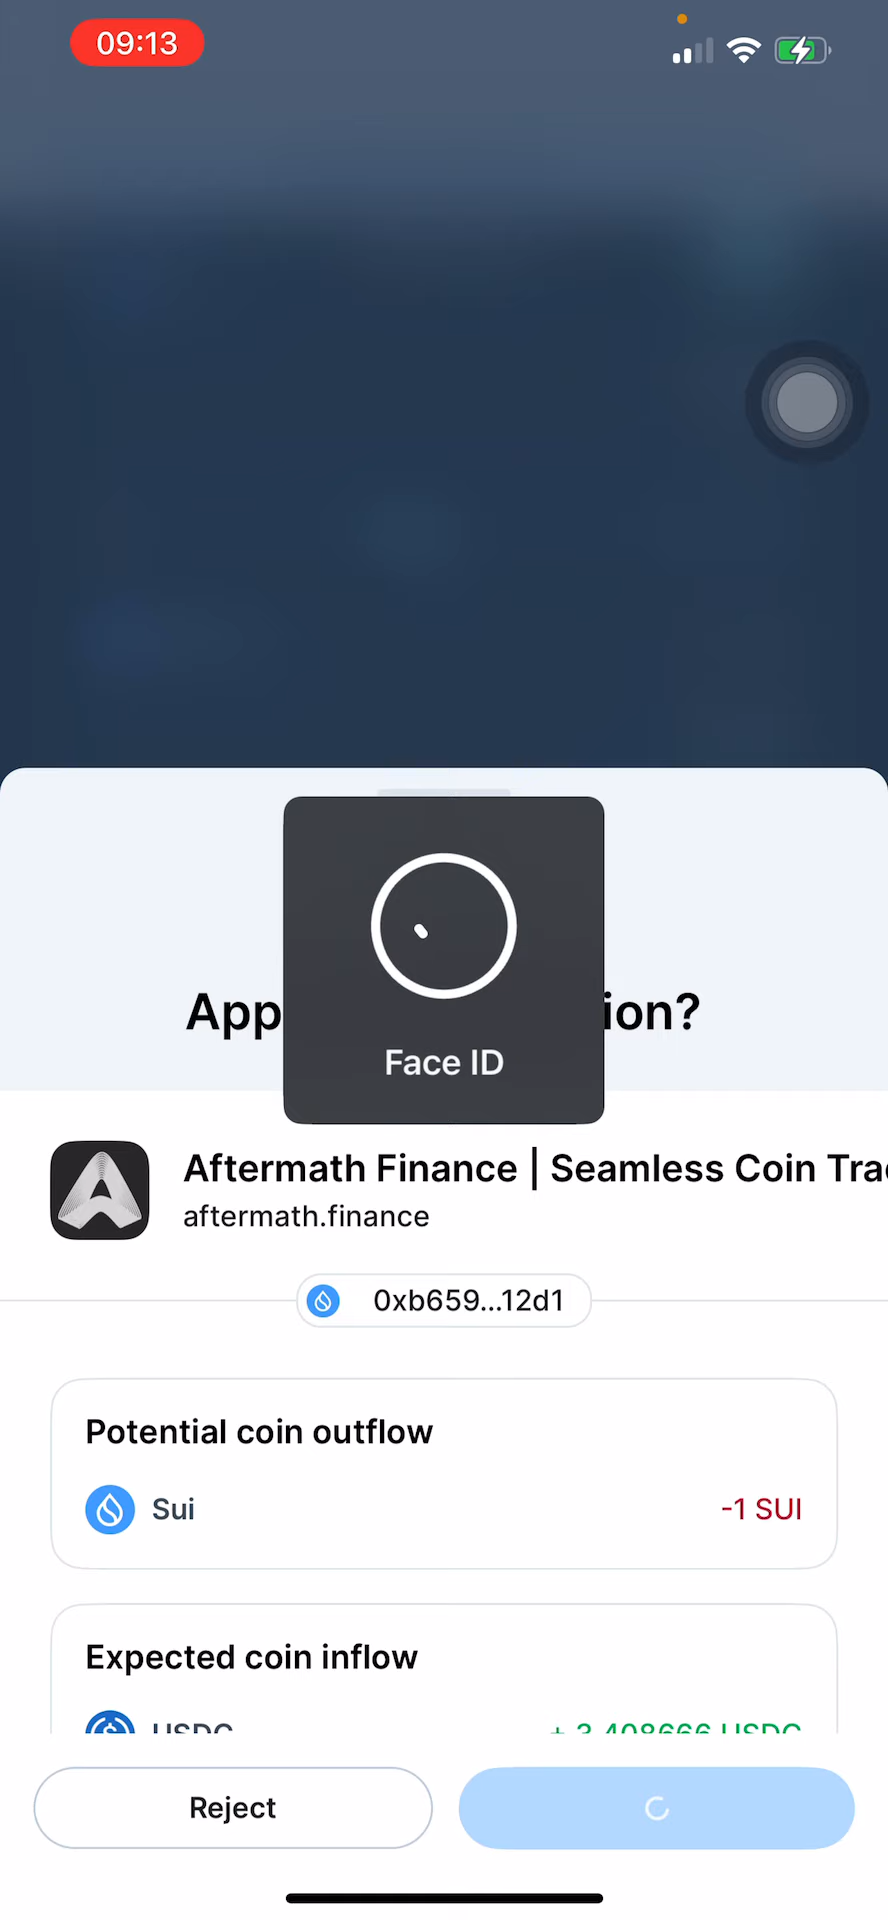 09:13
App
ion?
Face ID
Aftermath Finance | Seamless Coin Tra
aftermath.finance
0xb659...12d1
Potential coin outflow
Sui
-1 SUI
Expected coin inflow
USDC
+ 3.408666 USDC
Reject